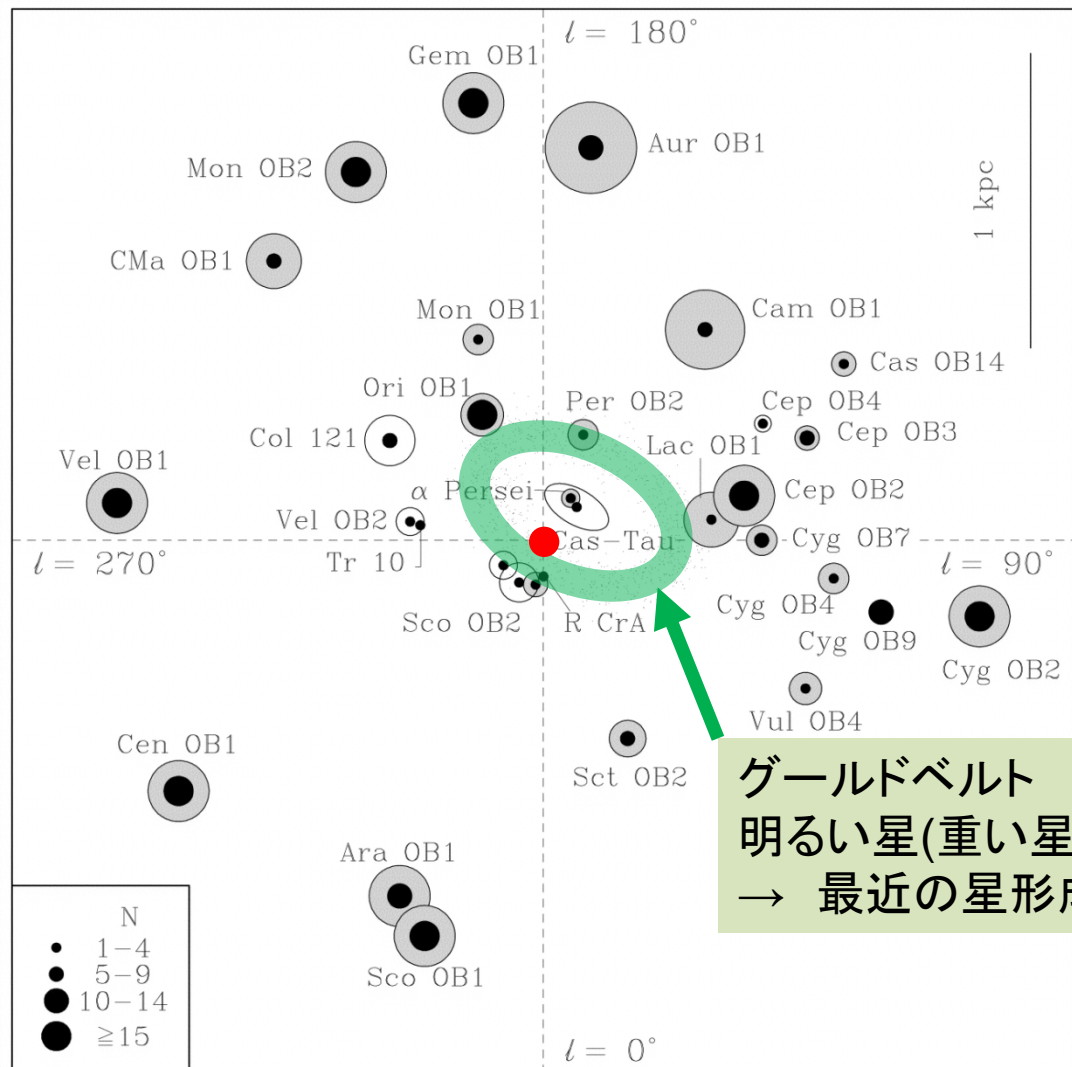 l = 180°
Gem OB1
Aur OB1
Mon OB2
1 kpc
CMa OB1
Mon OB1
Cam OB1
Cas OB14
Ori OB1
Per OB2
Cep OB4
Col 121
Lac OB1
Cep OB3
Vel OB1
α Persei
Cep OB2
Vel OB2
Cas-Tau
Cyg OB7
l = 270°
Tr 10
l = 90°
Sco OB2
R CrA
Cyg OB4
Cyg OB9
Cyg OB2
Vul OB4
Cen OB1
Sct OB2
グールドベルト
明るい星(重い星
→ 最近の星形
Ara OB1
Sco OB1
N
1-4
5-9
10-14
≧15
l = 0°